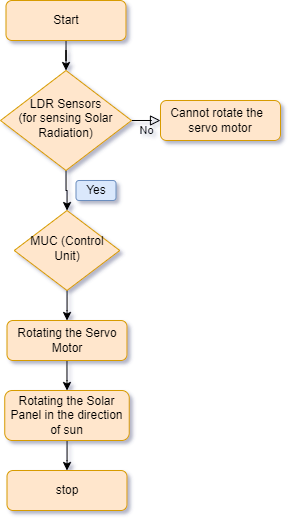 Start
LDR Sensors
(for sensing Solar
Radiation)
Cannot rotate the
servo motor
No
Yes
MUC (Control
Unit)
Rotating the Servo
Motor
Rotating the Solar
Panel in the direction
of sun
stop